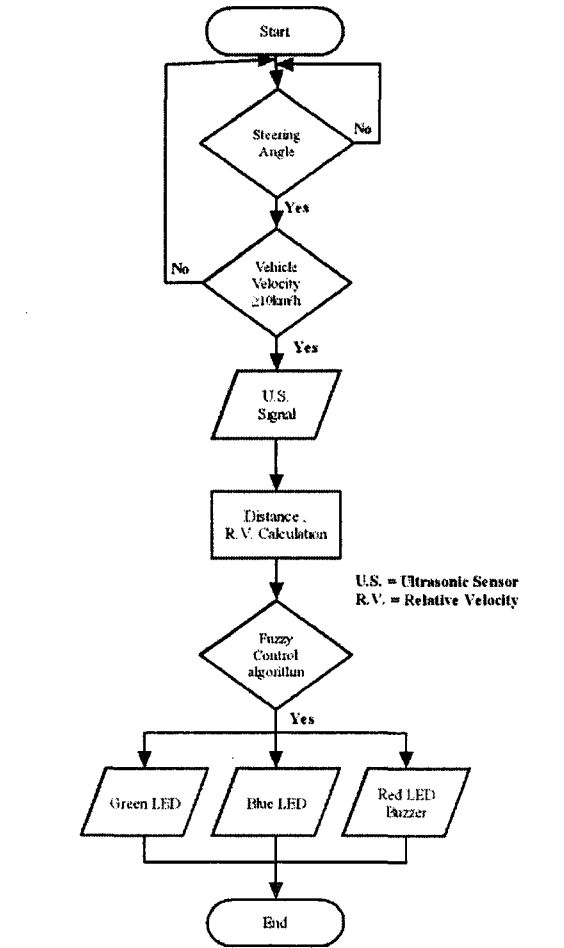 Start
No
Steering
Angle
Yes
No
Vehicle
Velocity
≥10km/h
Yes
U.S.
Signal
Distance,
R.V. Calculation
U.S. = Ultrasonic Sensor
R.V. = Relative Velocity
Fuzzy
Control
algorithm
Yes
Green LED
Blue LED
Red LED
Buzzer
End